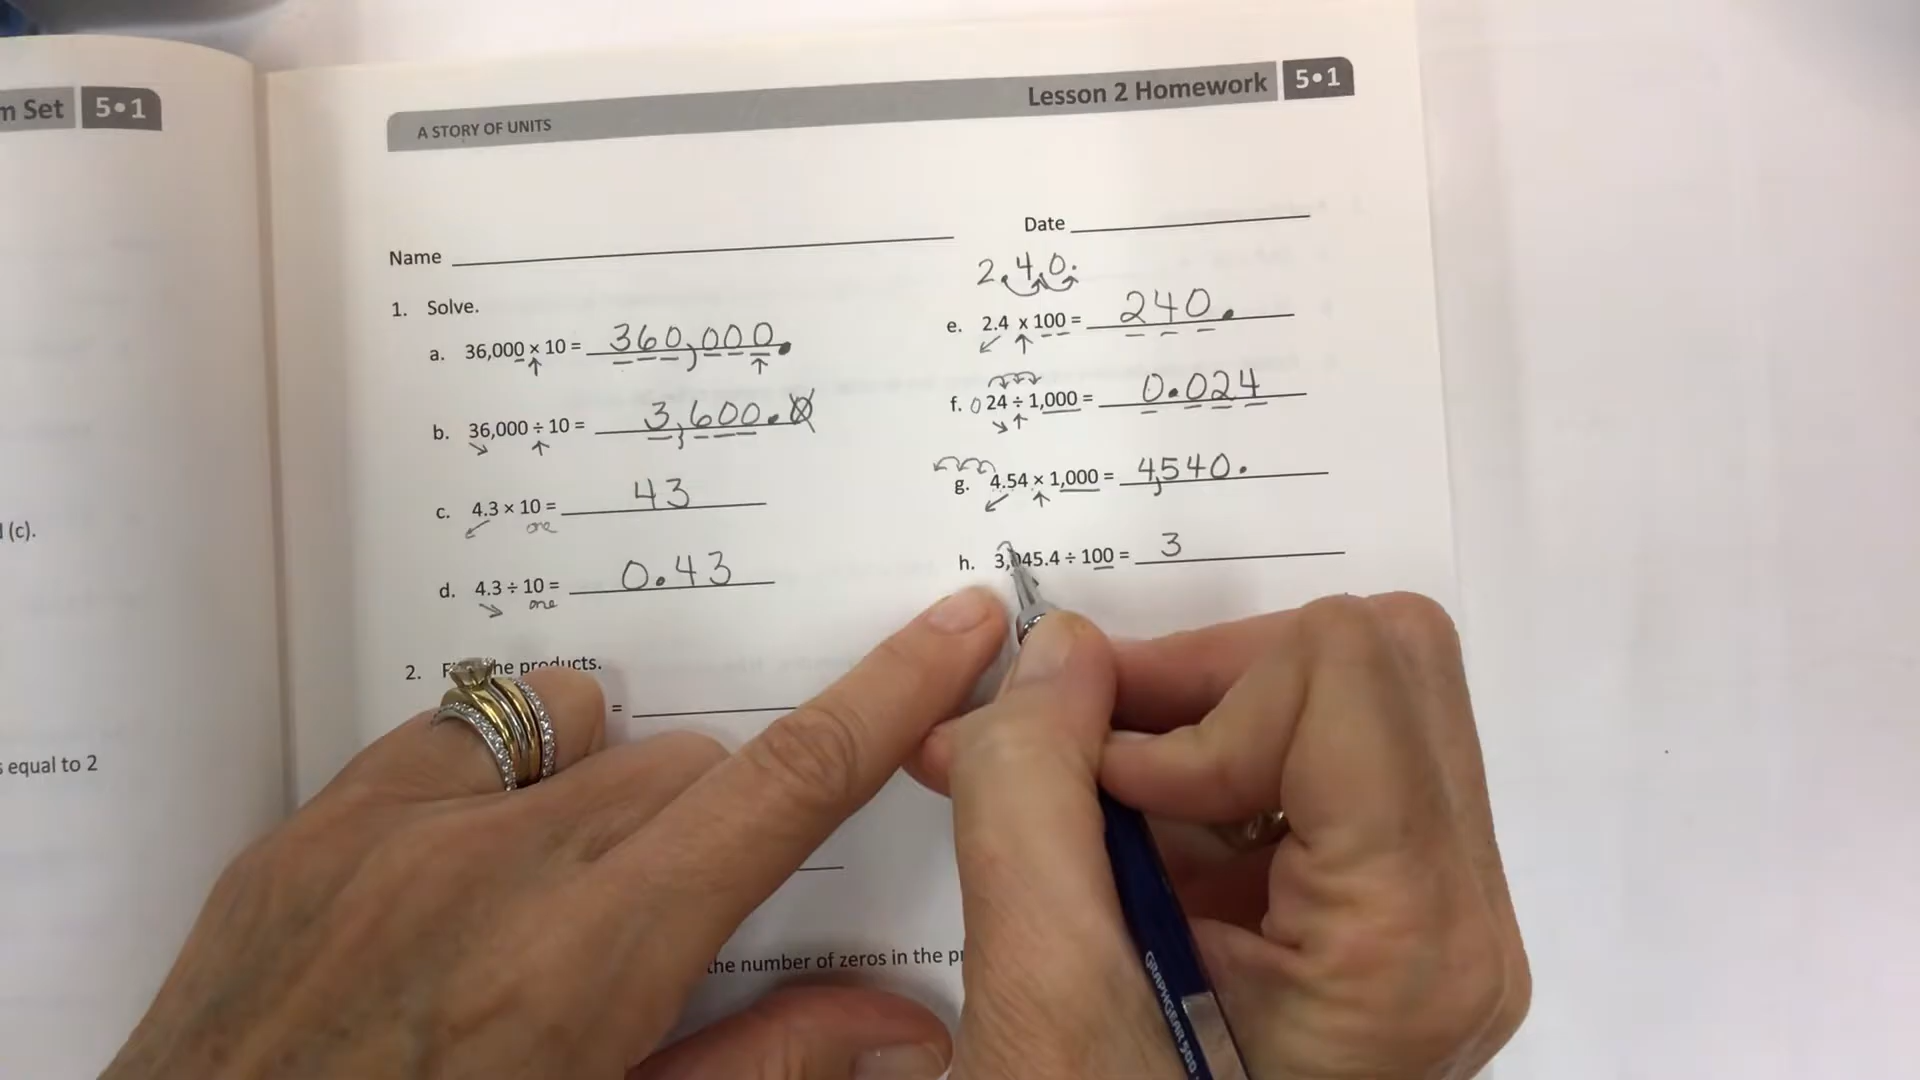 m Set 5•1
A STORY OF UNITS
Lesson 2 Homework 5•1
Name
Date
1. Solve.
a. 36,000 × 10 = 360,000.
b. 36,000 ÷ 10 = 3,600.0
c. 4.3 × 10 = 43
one
d. 4.3 ÷ 10 = 0.43
one
2.4.0.
e. 2.4 x 100 = 240.
f. 0 24 ÷ 1,000 = 0.024
g. 4.54 × 1,000 = 4,540.
h. 3,045.4 ÷ 100 = 3
2. he products.
=
the number of zeros in the
(c).
equal to 2
GRAPHGEAR 500